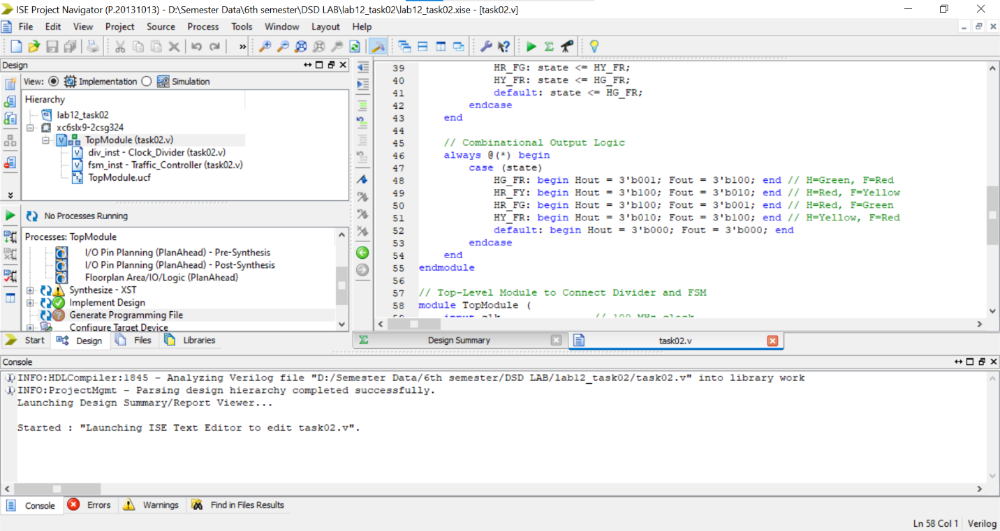 ISE Project Navigator (P.20131013) - D:\Semester Data\6th semester\DSD LAB\lab12_task02\lab12_task02.xise - [task02.v]
File Edit View Project Source Process Tools Window Layout Help
Design
View: Implementation Simulation
Hierarchy
lab12_task02
xc6slx9-2csg324
TopModule (task02.v)
div_inst - Clock_Divider (task02.v)
fsm_inst - Traffic_Controller (task02.v)
TopModule.ucf
No Processes Running
Processes: TopModule
I/O Pin Planning (PlanAhead) - Pre-Synthesis
I/O Pin Planning (PlanAhead) - Post-Synthesis
Floorplan Area/IO/Logic (PlanAhead)
Synthesize - XST
Implement Design
Generate Programming File
Configure Target Device
Start Design Files Libraries
39 HR_FG: state <= HY_FR;
40 HY_FR: state <= HG_FR;
41 default: state <= HG_FR;
42 endcase
43 end
44
45 // Combinational Output Logic
46 always @(*) begin
47 case (state)
48 HG_FR: begin Hout = 3'b001; Fout = 3'b100; end // H=Green, F=Red
49 HR_FY: begin Hout = 3'b100; Fout = 3'b010; end // H=Red, F=Yellow
50 HR_FG: begin Hout = 3'b100; Fout = 3'b001; end // H=Red, F=Green
51 HY_FR: begin Hout = 3'b010; Fout = 3'b100; end // H=Yellow, F=Red
52 default: begin Hout = 3'b000; Fout = 3'b000; end
53 endcase
54 end
55 endmodule
56
57 // Top-Level Module to Connect Divider and FSM
58 module TopModule (
59 input clk, // 100 MHz clock
Design Summary task02.v
Console
INFO:HDLCompiler:1845 - Analyzing Verilog file "D:/Semester Data/6th semester/DSD LAB/lab12_task02/task02.v" into library work
INFO:ProjectMgmt - Parsing design hierarchy completed successfully.
Launching Design Summary/Report Viewer...
Started : "Launching ISE Text Editor to edit task02.v".
Console Errors Warnings Find in Files Results
Ln 58 Col 1 Verilog